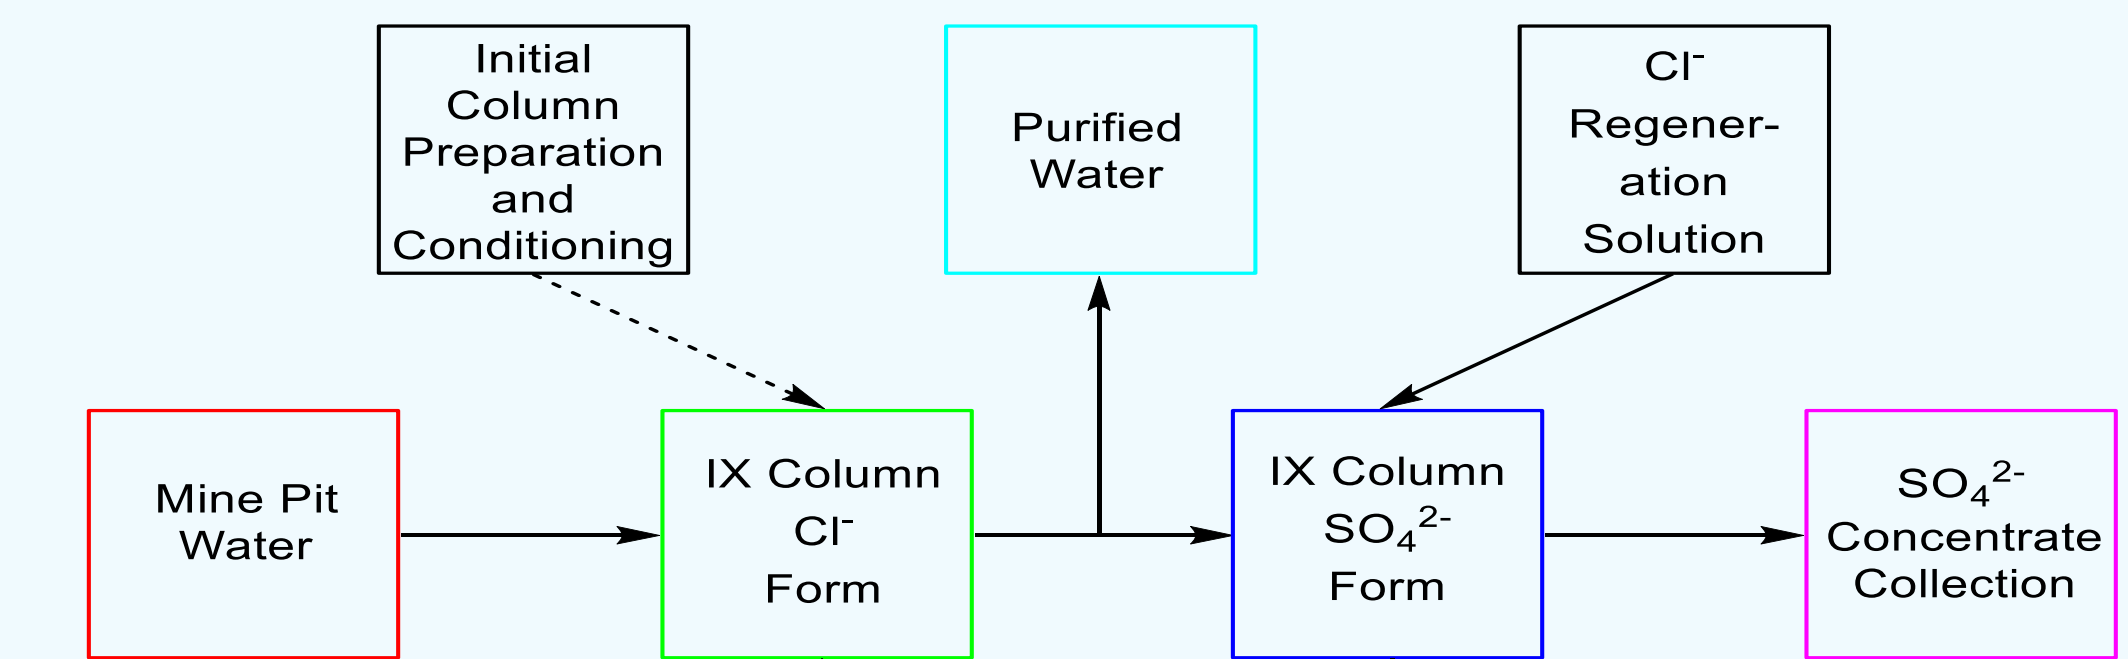 Initial
Column
Preparation
and
Conditioning
Purified
Water
Cl⁻
Regener-
ation
Solution
Mine Pit
Water
IX Column
Cl⁻
Form
IX Column
SO₄²⁻
Form
SO₄²⁻
Concentrate
Collection